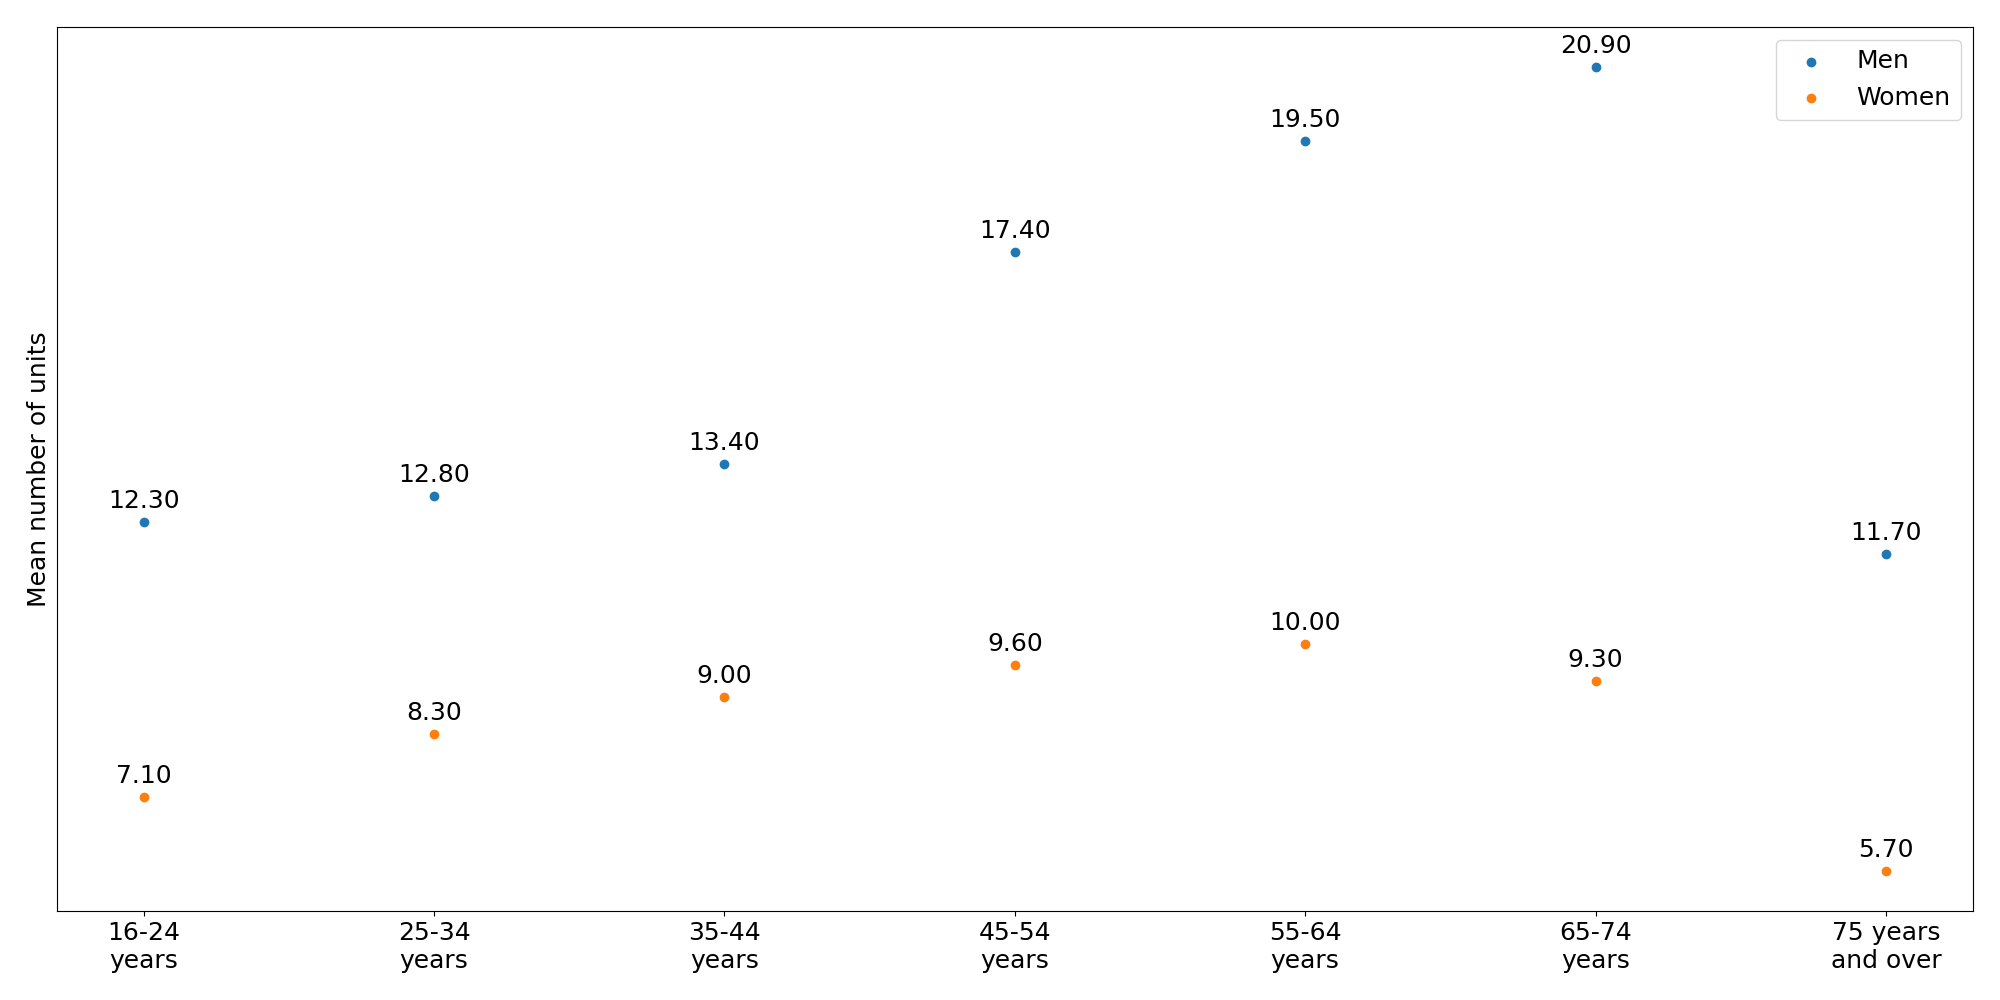 20.90
Men
Women
19.50
17.40
Mean number of units
13.40
12.80
12.30
11.70
10.00
9.60
9.30
9.00
8.30
7.10
5.70
16-24
years
25-34
years
35-44
years
45-54
years
55-64
years
65-74
years
75 years
and over